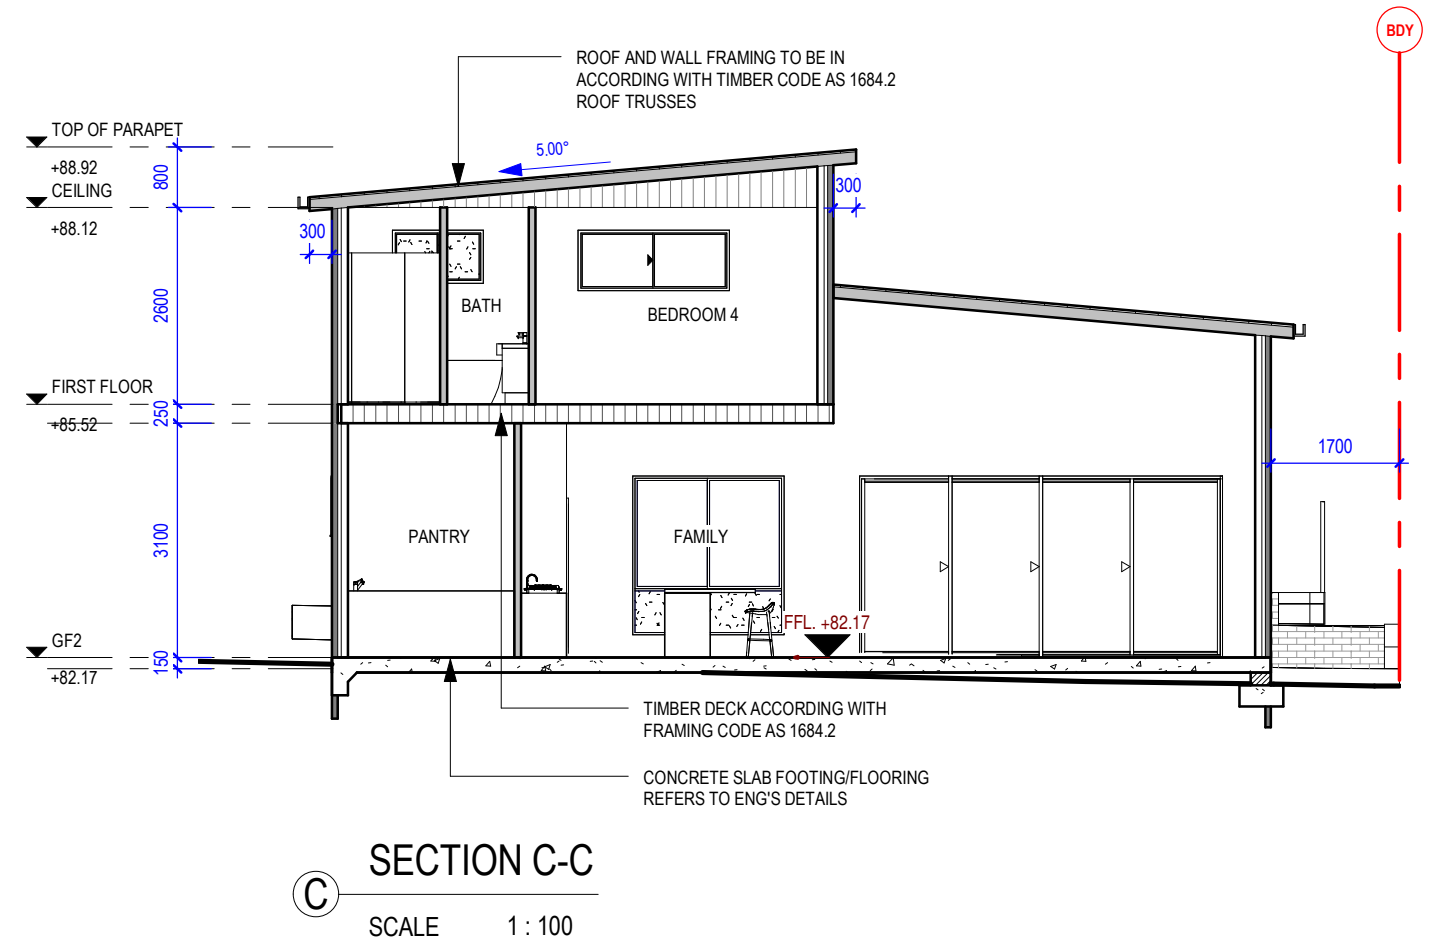 BDY
ROOF AND WALL FRAMING TO BE IN
ACCORDING WITH TIMBER CODE AS 1684.2
ROOF TRUSSES
TOP OF PARAPET
+88.92
800
5.00°
CEILING
+88.12
300
300
2600
BATH
BEDROOM 4
FIRST FLOOR
+85.52
250
1700
3100
PANTRY
FAMILY
FFL. +82.17
GF2
+82.17
150
TIMBER DECK ACCORDING WITH
FRAMING CODE AS 1684.2
CONCRETE SLAB FOOTING/FLOORING
REFERS TO ENG'S DETAILS
SECTION C-C
C
SCALE 1 : 100